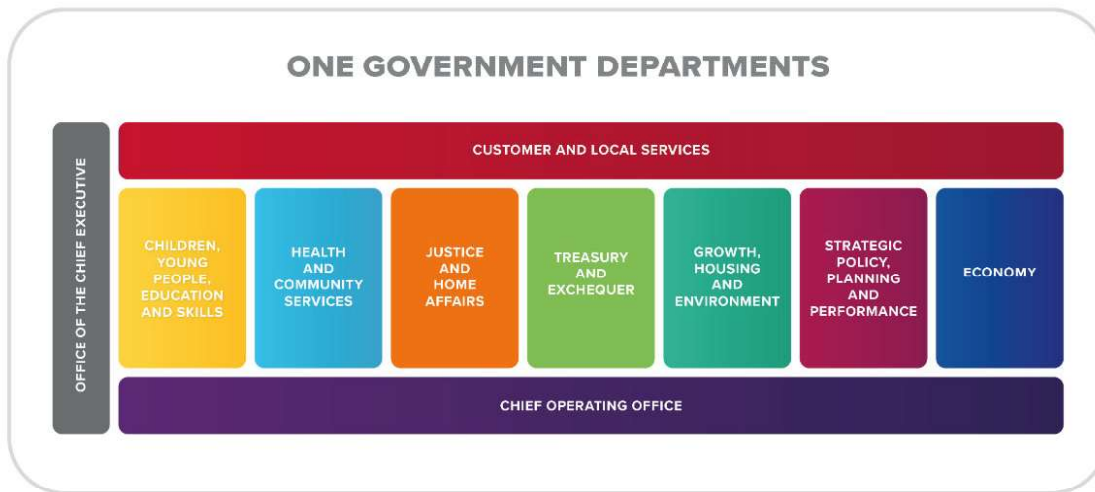 ONE GOVERNMENT DEPARTMENTS
OFFICE OF THE CHIEF EXECUTIVE
CUSTOMER AND LOCAL SERVICES
CHILDREN,
YOUNG
PEOPLE,
EDUCATION
AND SKILLS
HEALTH
AND
COMMUNITY
SERVICES
JUSTICE
AND
HOME
AFFAIRS
TREASURY
AND
EXCHEQUER
GROWTH,
HOUSING
AND
ENVIRONMENT
STRATEGIC
POLICY,
PLANNING
AND
PERFORMANCE
ECONOMY
CHIEF OPERATING OFFICE